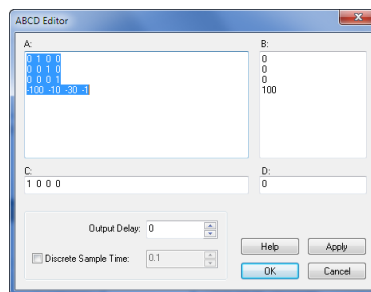 ABCD Editor
A:
0 1 0 0
0 0 1 0
0 0 0 1
-100 -10 -30 -1
B:
0
0
0
100
C:
1 0 0 0
D:
0
Output Delay: 0
Discrete Sample Time: 0.1
Help Apply
OK Cancel